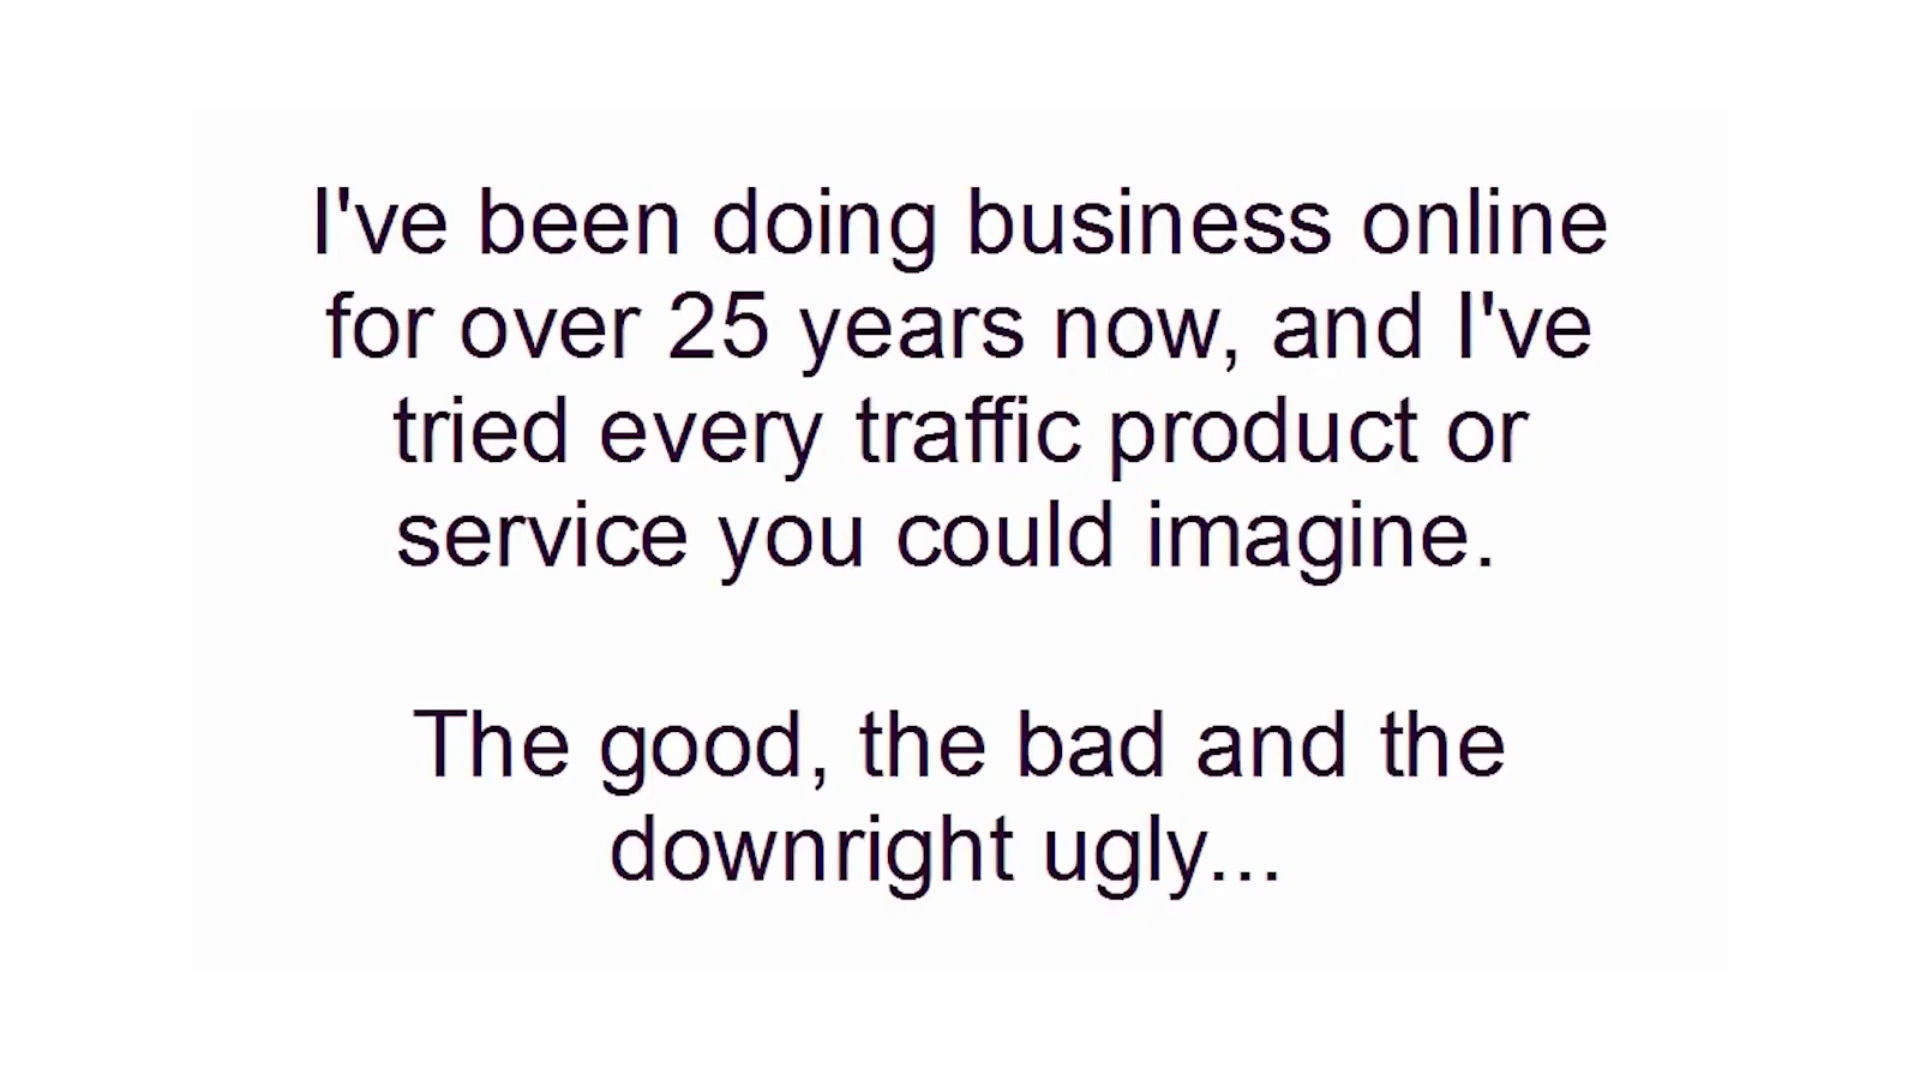 I've been doing business online
for over 25 years now, and I've
tried every traffic product or
service you could imagine.
The good, the bad and the
downright ugly...